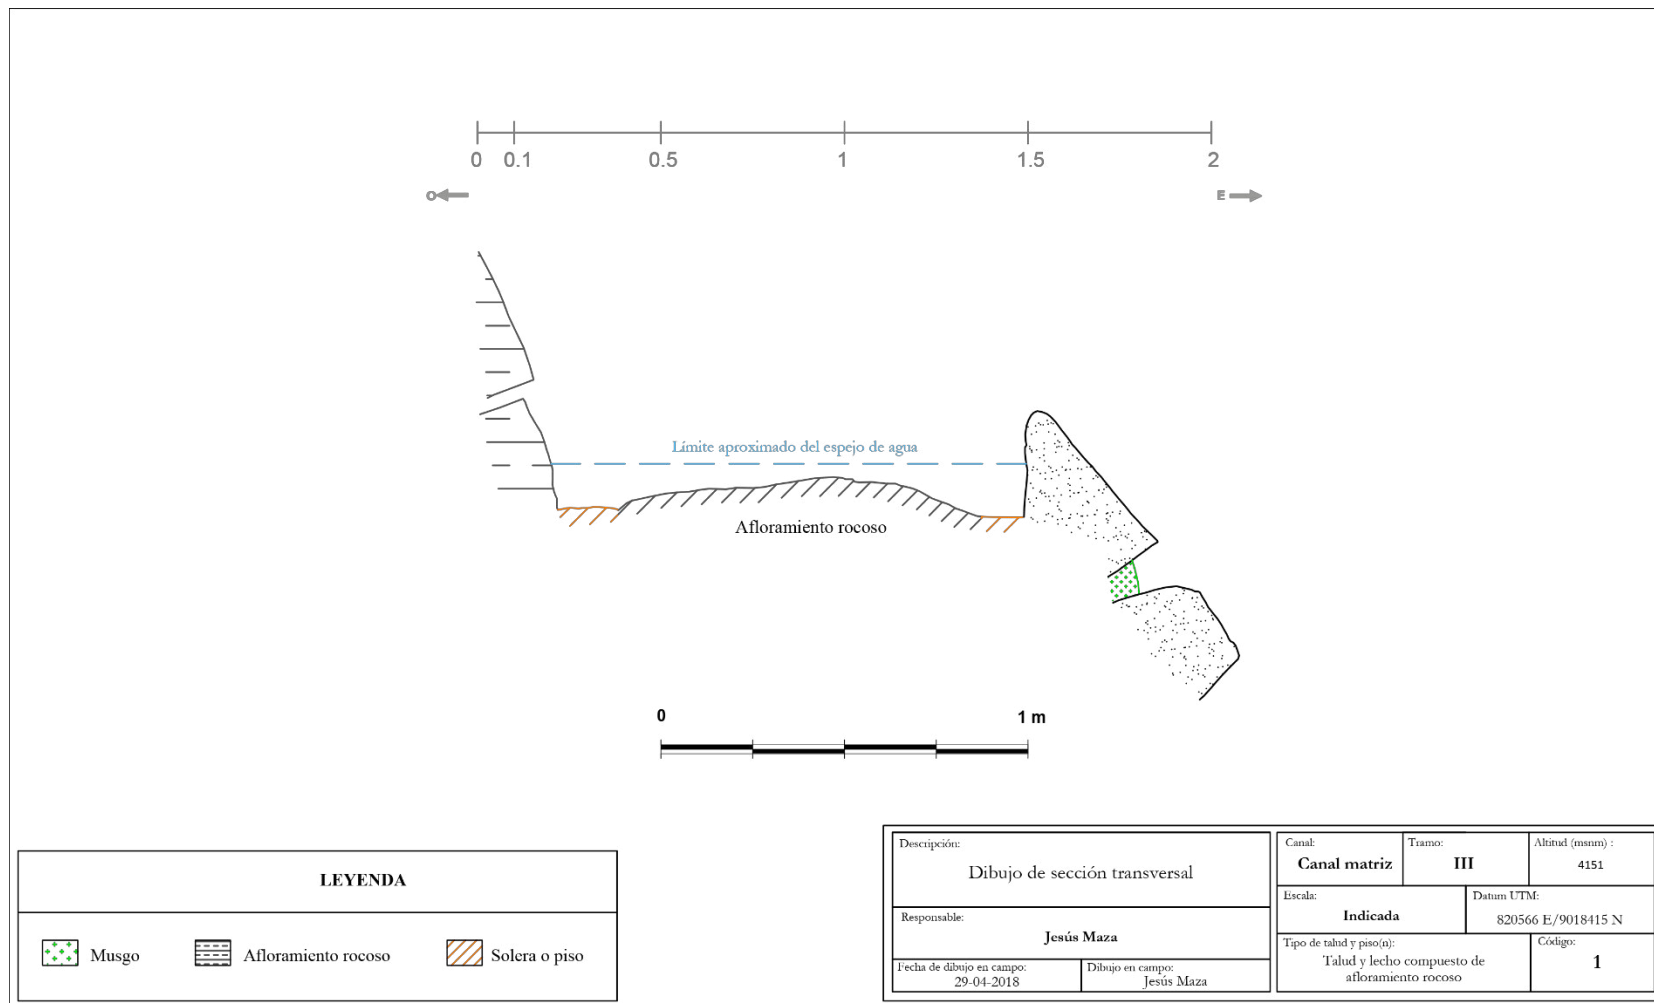 0 0.1 0.5 1 1.5 2
O E
Límite aproximado del espejo de agua
Afloramiento rocoso
0 1 m
LEYENDA
Musgo Afloramiento rocoso Solera o piso
Descripción:
Dibujo de sección transversal
Responsable:
Jesús Maza
Fecha de dibujo en campo:
29-04-2018
Dibujo en campo:
Jesús Maza
Canal:
Canal matriz
Tramo:
III
Altitud (msnm) :
4151
Escala:
Indicada
Datum UTM:
820566 E/9018415 N
Tipo de talud y piso(n):
Talud y lecho compuesto de
afloramiento rocoso
Código:
1